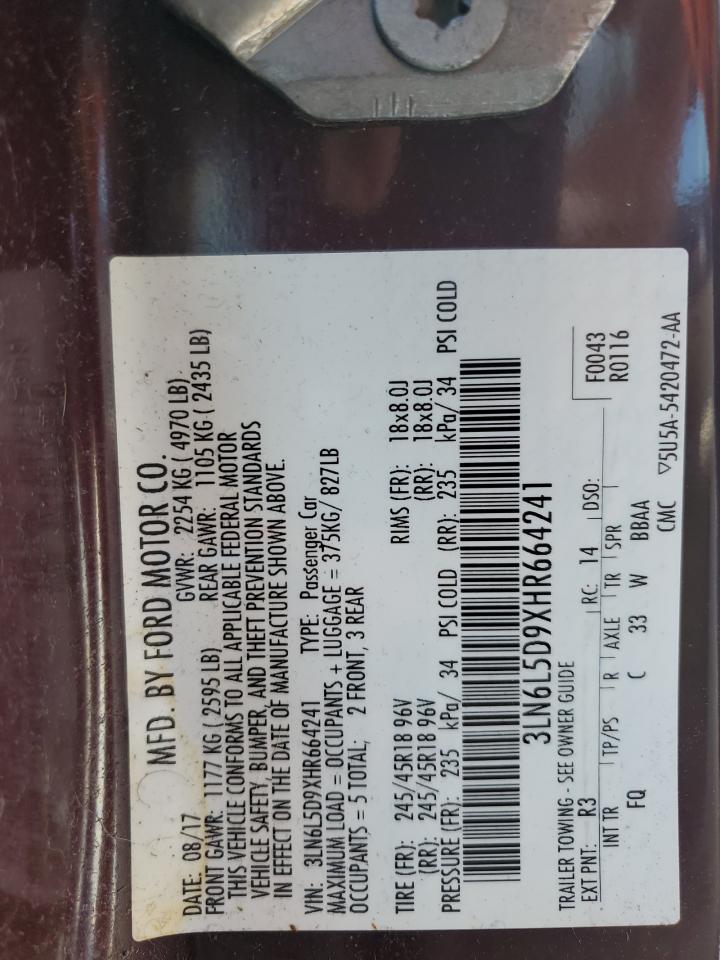 MFD. BY FORD MOTOR CO.
DATE: 08/17 GVWR: 2254 KG ( 4970 LB)
FRONT GAWR: 1177 KG ( 2595 LB) REAR GAWR: 1105 KG ( 2435 LB)
THIS VEHICLE CONFORMS TO ALL APPLICABLE FEDERAL MOTOR
VEHICLE SAFETY, BUMPER, AND THEFT PREVENTION STANDARDS
IN EFFECT ON THE DATE OF MANUFACTURE SHOWN ABOVE.
VIN: 3LN6L5D9XHR664241 TYPE: Passenger Car
MAXIMUM LOAD = OCCUPANTS + LUGGAGE = 375KG/ 827LB
OCCUPANTS = 5 TOTAL, 2 FRONT, 3 REAR
TIRE (FR): 245/45R18 96V RIMS (FR): 18x8.0J
(RR): 245/45R18 96V (RR): 18x8.0J
PRESSURE (FR): 235 kPa/ 34 PSI COLD (RR): 235 kPa/ 34 PSI COLD
3LN6L5D9XHR664241
TRAILER TOWING - SEE OWNER GUIDE
EXT PNT: R3 RC: 14 DSO: F0043
INT TR TP/PS R AXLE TR SPR R0116
FQ C 33 W BBAA
CMC ▽5U5A-5420472-AA